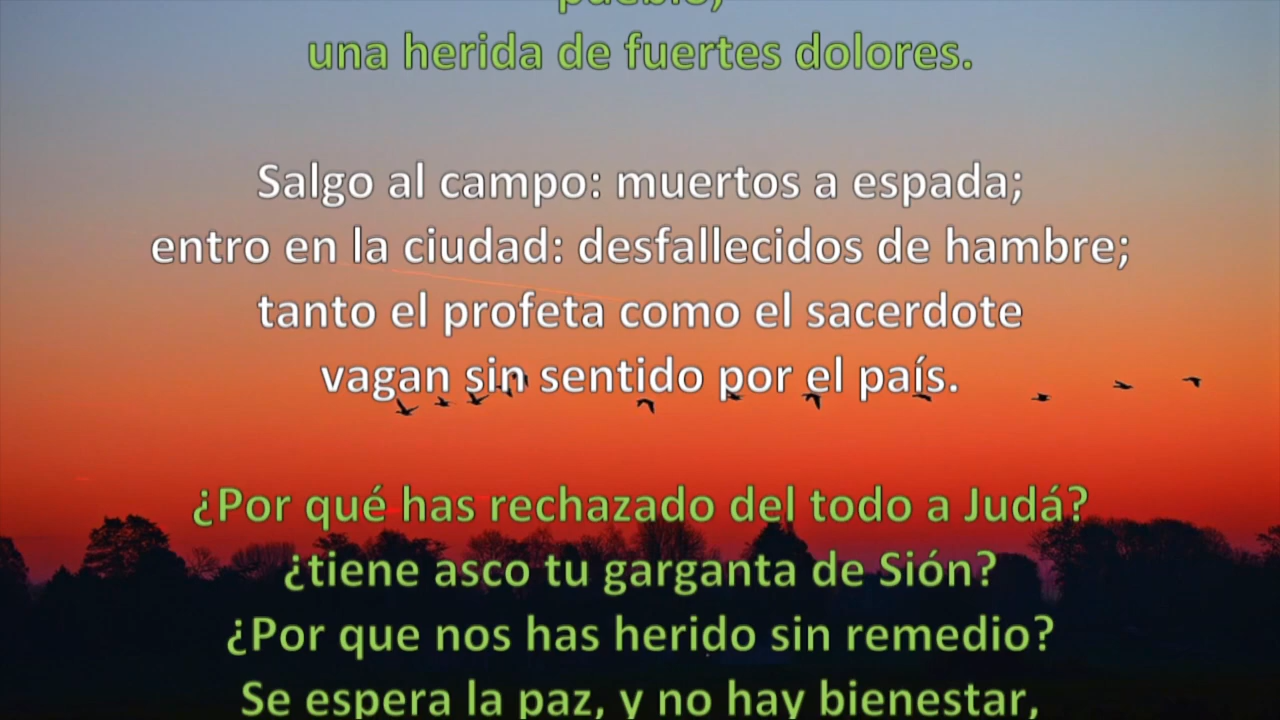 pueblo,
una herida de fuertes dolores.
Salgo al campo: muertos a espada;
entro en la ciudad: desfallecidos de hambre;
tanto el profeta como el sacerdote
vagan sin sentido por el país.
¿Por qué has rechazado del todo a Judá?
¿tiene asco tu garganta de Sión?
¿Por que nos has herido sin remedio?
Se espera la paz, y no hay bienestar,